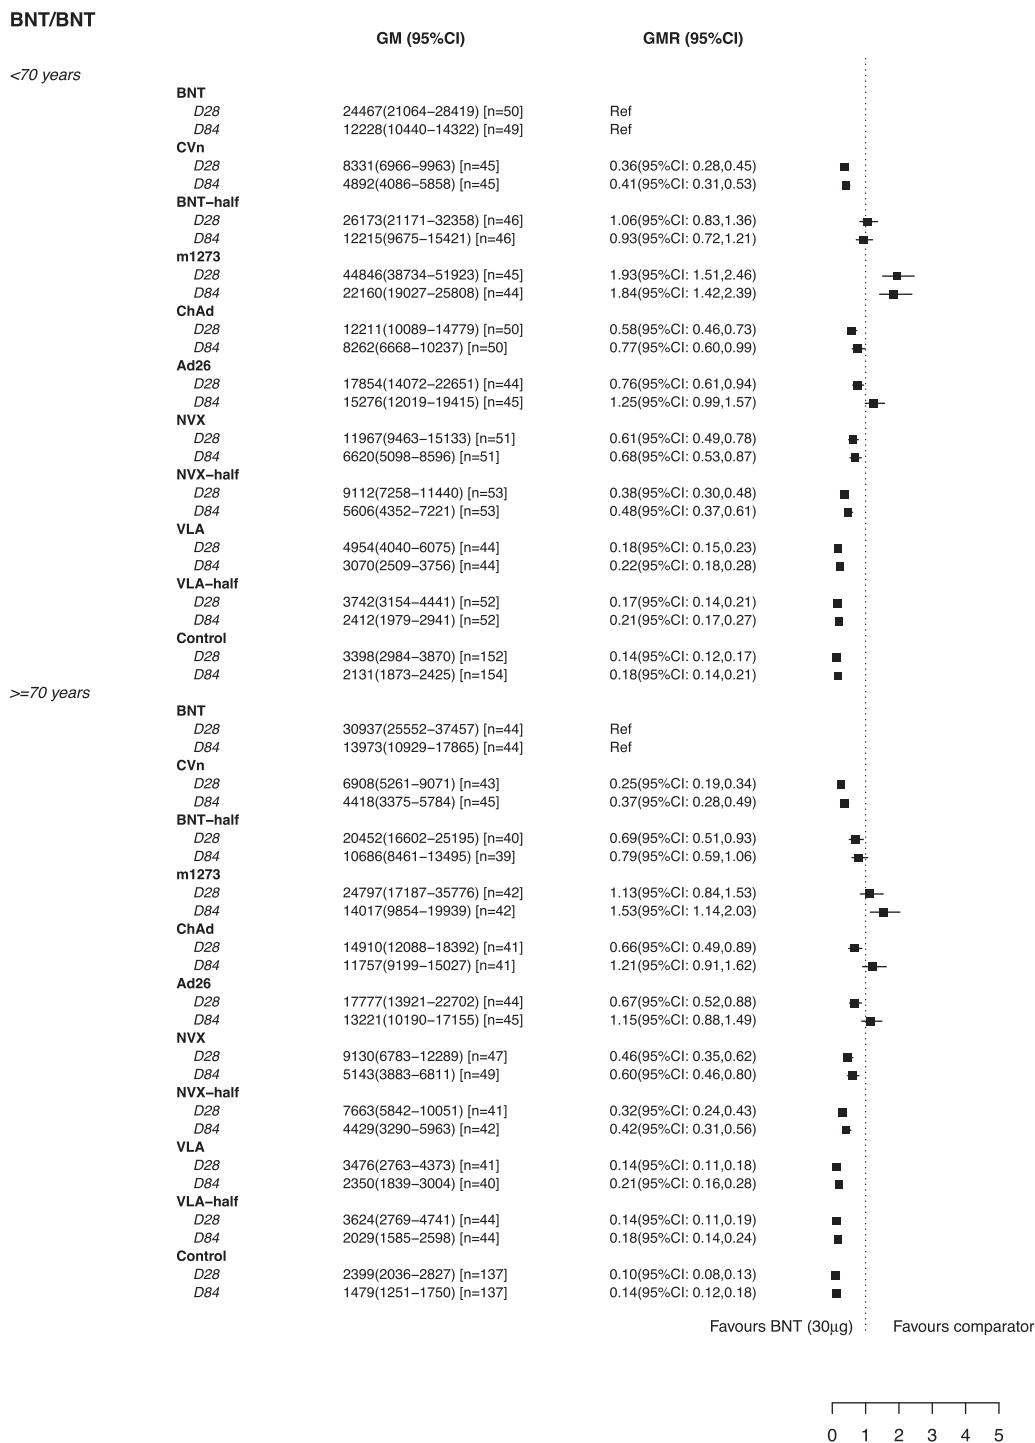 BNT/BNT
GM (95%CI) GMR (95%CI)
<70 years
BNT
D28 24467(21064−28419) [n=50] Ref
D84 12228(10440−14322) [n=49] Ref
CVn
D28 8331(6966−9963) [n=45] 0.36(95%CI: 0.28,0.45)
D84 4892(4086−5858) [n=45] 0.41(95%CI: 0.31,0.53)
BNT−half
D28 26173(21171−32358) [n=46] 1.06(95%CI: 0.83,1.36)
D84 12215(9675−15421) [n=46] 0.93(95%CI: 0.72,1.21)
m1273
D28 44846(38734−51923) [n=45] 1.93(95%CI: 1.51,2.46)
D84 22160(19027−25808) [n=44] 1.84(95%CI: 1.42,2.39)
ChAd
D28 12211(10089−14779) [n=50] 0.58(95%CI: 0.46,0.73)
D84 8262(6668−10237) [n=50] 0.77(95%CI: 0.60,0.99)
Ad26
D28 17854(14072−22651) [n=44] 0.76(95%CI: 0.61,0.94)
D84 15276(12019−19415) [n=45] 1.25(95%CI: 0.99,1.57)
NVX
D28 11967(9463−15133) [n=51] 0.61(95%CI: 0.49,0.78)
D84 6620(5098−8596) [n=51] 0.68(95%CI: 0.53,0.87)
NVX−half
D28 9112(7258−11440) [n=53] 0.38(95%CI: 0.30,0.48)
D84 5606(4352−7221) [n=53] 0.48(95%CI: 0.37,0.61)
VLA
D28 4954(4040−6075) [n=44] 0.18(95%CI: 0.15,0.23)
D84 3070(2509−3756) [n=44] 0.22(95%CI: 0.18,0.28)
VLA−half
D28 3742(3154−4441) [n=52] 0.17(95%CI: 0.14,0.21)
D84 2412(1979−2941) [n=52] 0.21(95%CI: 0.17,0.27)
Control
D28 3398(2984−3870) [n=152] 0.14(95%CI: 0.12,0.17)
D84 2131(1873−2425) [n=154] 0.18(95%CI: 0.14,0.21)
>=70 years
BNT
D28 30937(25552−37457) [n=44] Ref
D84 13973(10929−17865) [n=44] Ref
CVn
D28 6908(5261−9071) [n=43] 0.25(95%CI: 0.19,0.34)
D84 4418(3375−5784) [n=45] 0.37(95%CI: 0.28,0.49)
BNT−half
D28 20452(16602−25195) [n=40] 0.69(95%CI: 0.51,0.93)
D84 10686(8461−13495) [n=39] 0.79(95%CI: 0.59,1.06)
m1273
D28 24797(17187−35776) [n=42] 1.13(95%CI: 0.84,1.53)
D84 14017(9854−19939) [n=42] 1.53(95%CI: 1.14,2.03)
ChAd
D28 14910(12088−18392) [n=41] 0.66(95%CI: 0.49,0.89)
D84 11757(9199−15027) [n=41] 1.21(95%CI: 0.91,1.62)
Ad26
D28 17777(13921−22702) [n=44] 0.67(95%CI: 0.52,0.88)
D84 13221(10190−17155) [n=45] 1.15(95%CI: 0.88,1.49)
NVX
D28 9130(6783−12289) [n=47] 0.46(95%CI: 0.35,0.62)
D84 5143(3883−6811) [n=49] 0.60(95%CI: 0.46,0.80)
NVX−half
D28 7663(5842−10051) [n=41] 0.32(95%CI: 0.24,0.43)
D84 4429(3290−5963) [n=42] 0.42(95%CI: 0.31,0.56)
VLA
D28 3476(2763−4373) [n=41] 0.14(95%CI: 0.11,0.18)
D84 2350(1839−3004) [n=40] 0.21(95%CI: 0.16,0.28)
VLA−half
D28 3624(2769−4741) [n=44] 0.14(95%CI: 0.11,0.19)
D84 2029(1585−2598) [n=44] 0.18(95%CI: 0.14,0.24)
Control
D28 2399(2036−2827) [n=137] 0.10(95%CI: 0.08,0.13)
D84 1479(1251−1750) [n=137] 0.14(95%CI: 0.12,0.18)
Favours BNT (30μg) Favours comparator
0 1 2 3 4 5